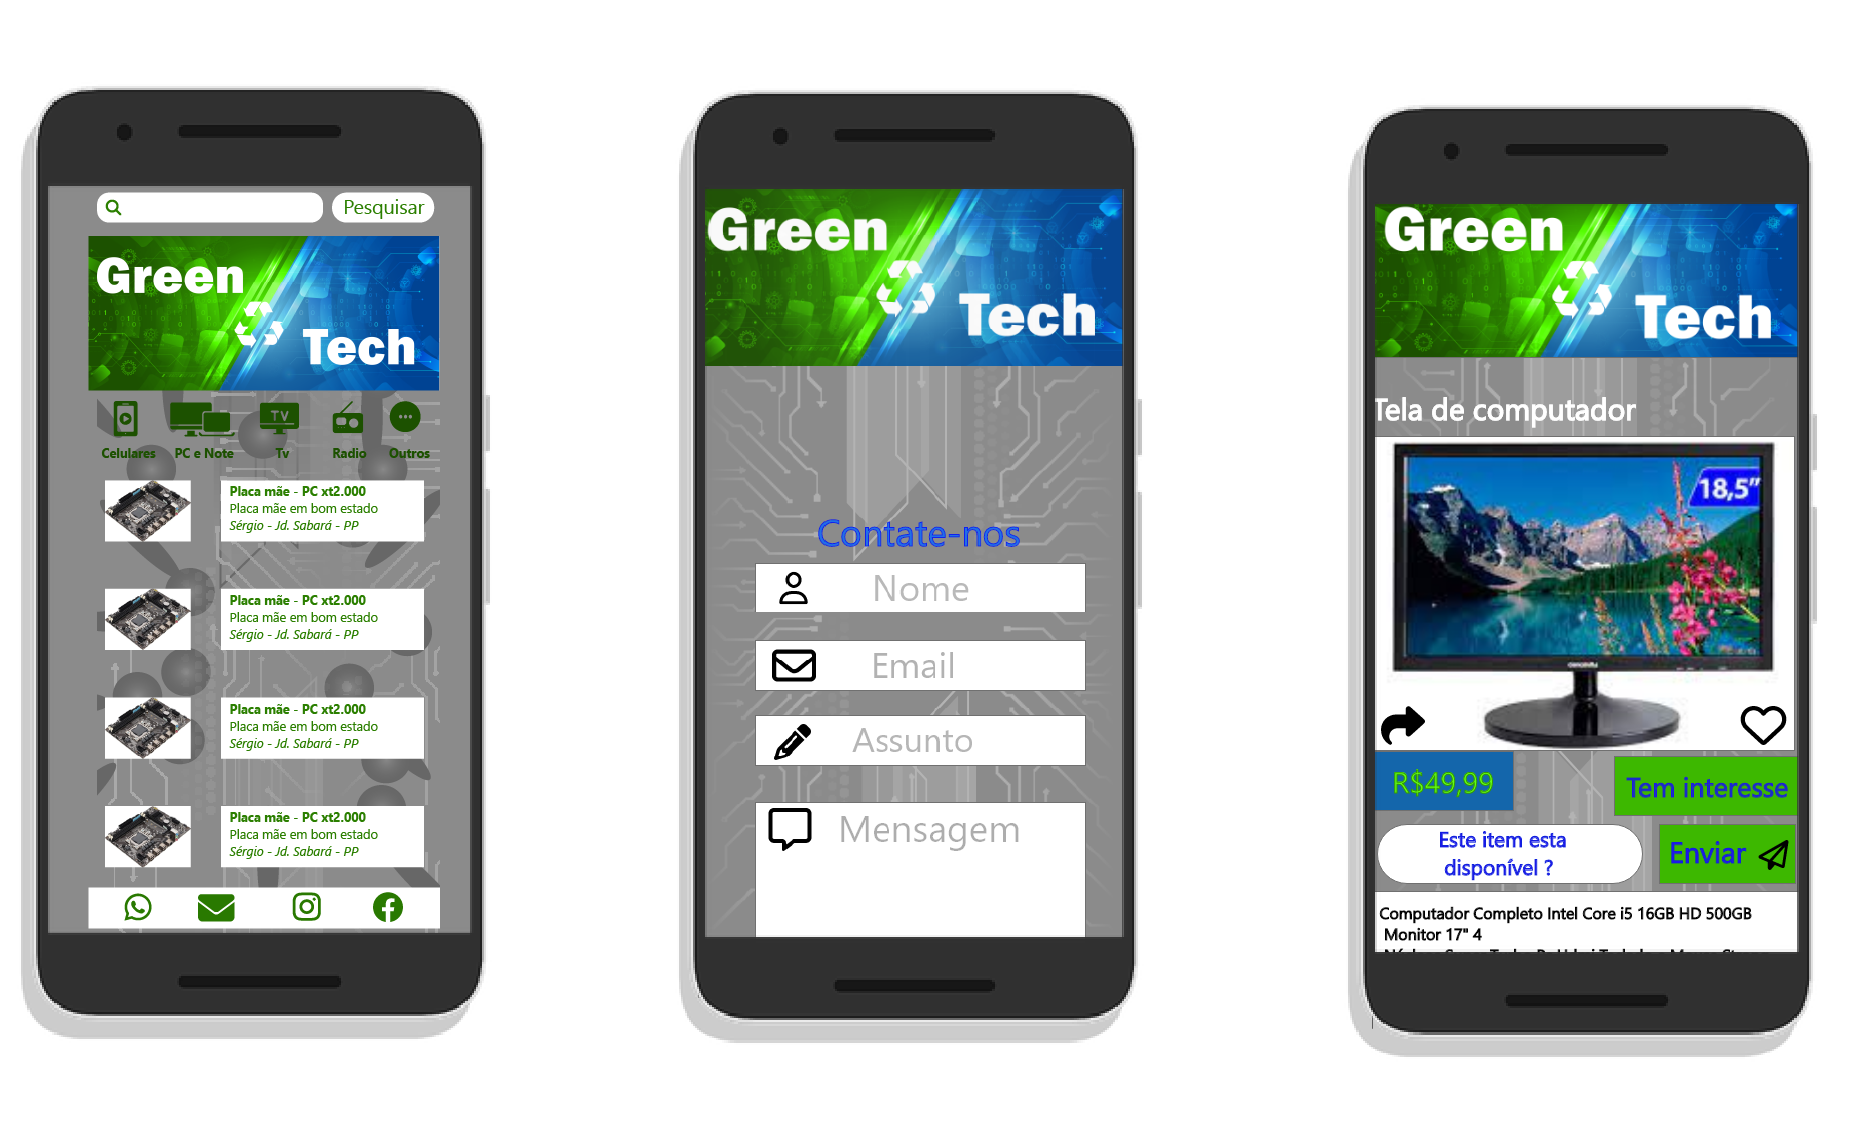 Pesquisar
Green
Tech
TV
Celulares PC e Note Tv Radio Outros
Placa mãe - PC xt2.000
Placa mãe em bom estado
Sérgio - Jd. Sabará - PP
Placa mãe - PC xt2.000
Placa mãe em bom estado
Sérgio - Jd. Sabará - PP
Placa mãe - PC xt2.000
Placa mãe em bom estado
Sérgio - Jd. Sabará - PP
Placa mãe - PC xt2.000
Placa mãe em bom estado
Sérgio - Jd. Sabará - PP
Green
Tech
Contate-nos
Nome
Email
Assunto
Mensagem
Green
Tech
Tela de computador
18,5”
R$49,99
Tem interesse
Este item esta
disponível ?
Enviar
Computador Completo Intel Core i5 16GB HD 500GB
Monitor 17" 4